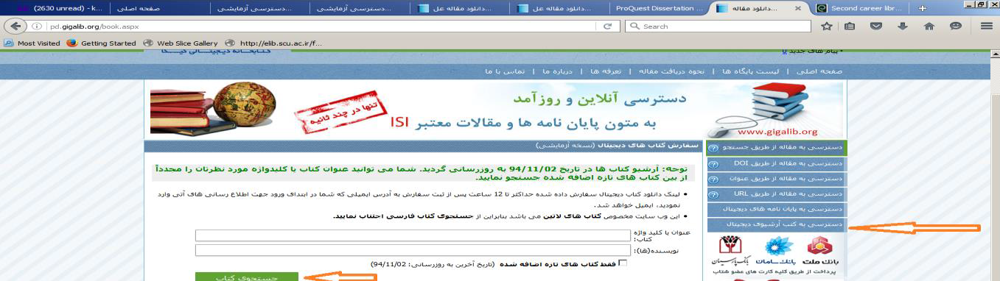 (2630 unread) - k...
صفحه اصلی
دسترسی آزمایشی...
دسترسی آزمایشی...
دانلود مقاله عل...
دانلود مقاله عل...
ProQuest Dissertation ...
دانلود مقاله...
Second career libr...
pd.gigalib.org/book.aspx
Search
Most Visited
Getting Started
Web Slice Gallery
http://elib.scu.ac.ir/f...
کتابخانه دیجیتالی گیگا
پیام های جدید 0
صفحه اصلی | لیست پایگاه ها | نحوه دریافت مقاله | تعرفه ها | درباره ما | تماس با ما
دسترسی آنلاین و روزآمد
به متون پایان نامه ها و مقالات معتبر ISI
تنها در چند ثانیه
www.gigalib.org
دسترسی به مقاله از طریق جستجو
دسترسی به مقاله از طریق DOI
دسترسی به مقاله از طریق عنوان
دسترسی به مقاله از طریق URL
دسترسی به پایان نامه های دیجیتال
دسترسی به کتب آرشیوی دیجیتال
بانک ملت
بانک سامان
بانک پارسیان
پرداخت از طریق کلیه کارت های عضو شتاب
سفارش کتاب های دیجیتال (نسخه آزمایشی)
توجه: آرشیو کتاب ها در تاریخ 94/11/02 به روزرسانی گردید. شما می توانید عنوان کتاب یا کلیدواژه مورد نظرتان را مجدداً
از بین کتاب های تازه اضافه شده جستجو نمایید.
• لینک دانلود کتاب دیجیتال سفارش داده شده حداکثر تا 12 ساعت پس از ثبت سفارش به آدرس ایمیلی که شما در ابتدای ورود جهت اطلاع رسانی های آتی وارد
نمودید، ایمیل خواهد شد.
• این وب سایت مخصوص کتاب های لاتین می باشد بنابراین از جستجوی کتاب فارسی اجتناب نمایید.
عنوان یا کلید واژه
کتاب:
نویسنده(ها):
فقط کتاب های تازه اضافه شده (تاریخ آخرین به روزرسانی: 94/11/02)
جستجوی کتاب